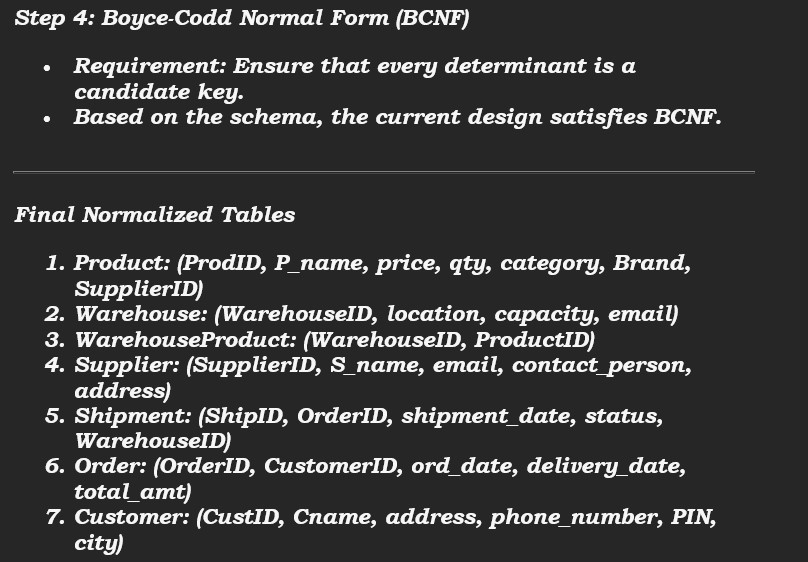 Step 4: Boyce-Codd Normal Form (BCNF)
• Requirement: Ensure that every determinant is a
candidate key.
• Based on the schema, the current design satisfies BCNF.
Final Normalized Tables
1. Product: (ProdID, P_name, price, qty, category, Brand,
SupplierID)
2. Warehouse: (WarehouseID, location, capacity, email)
3. WarehouseProduct: (WarehouseID, ProductID)
4. Supplier: (SupplierID, S_name, email, contact_person,
address)
5. Shipment: (ShipID, OrderID, shipment_date, status,
WarehouseID)
6. Order: (OrderID, CustomerID, ord_date, delivery_date,
total_amt)
7. Customer: (CustID, Cname, address, phone_number, PIN,
city)